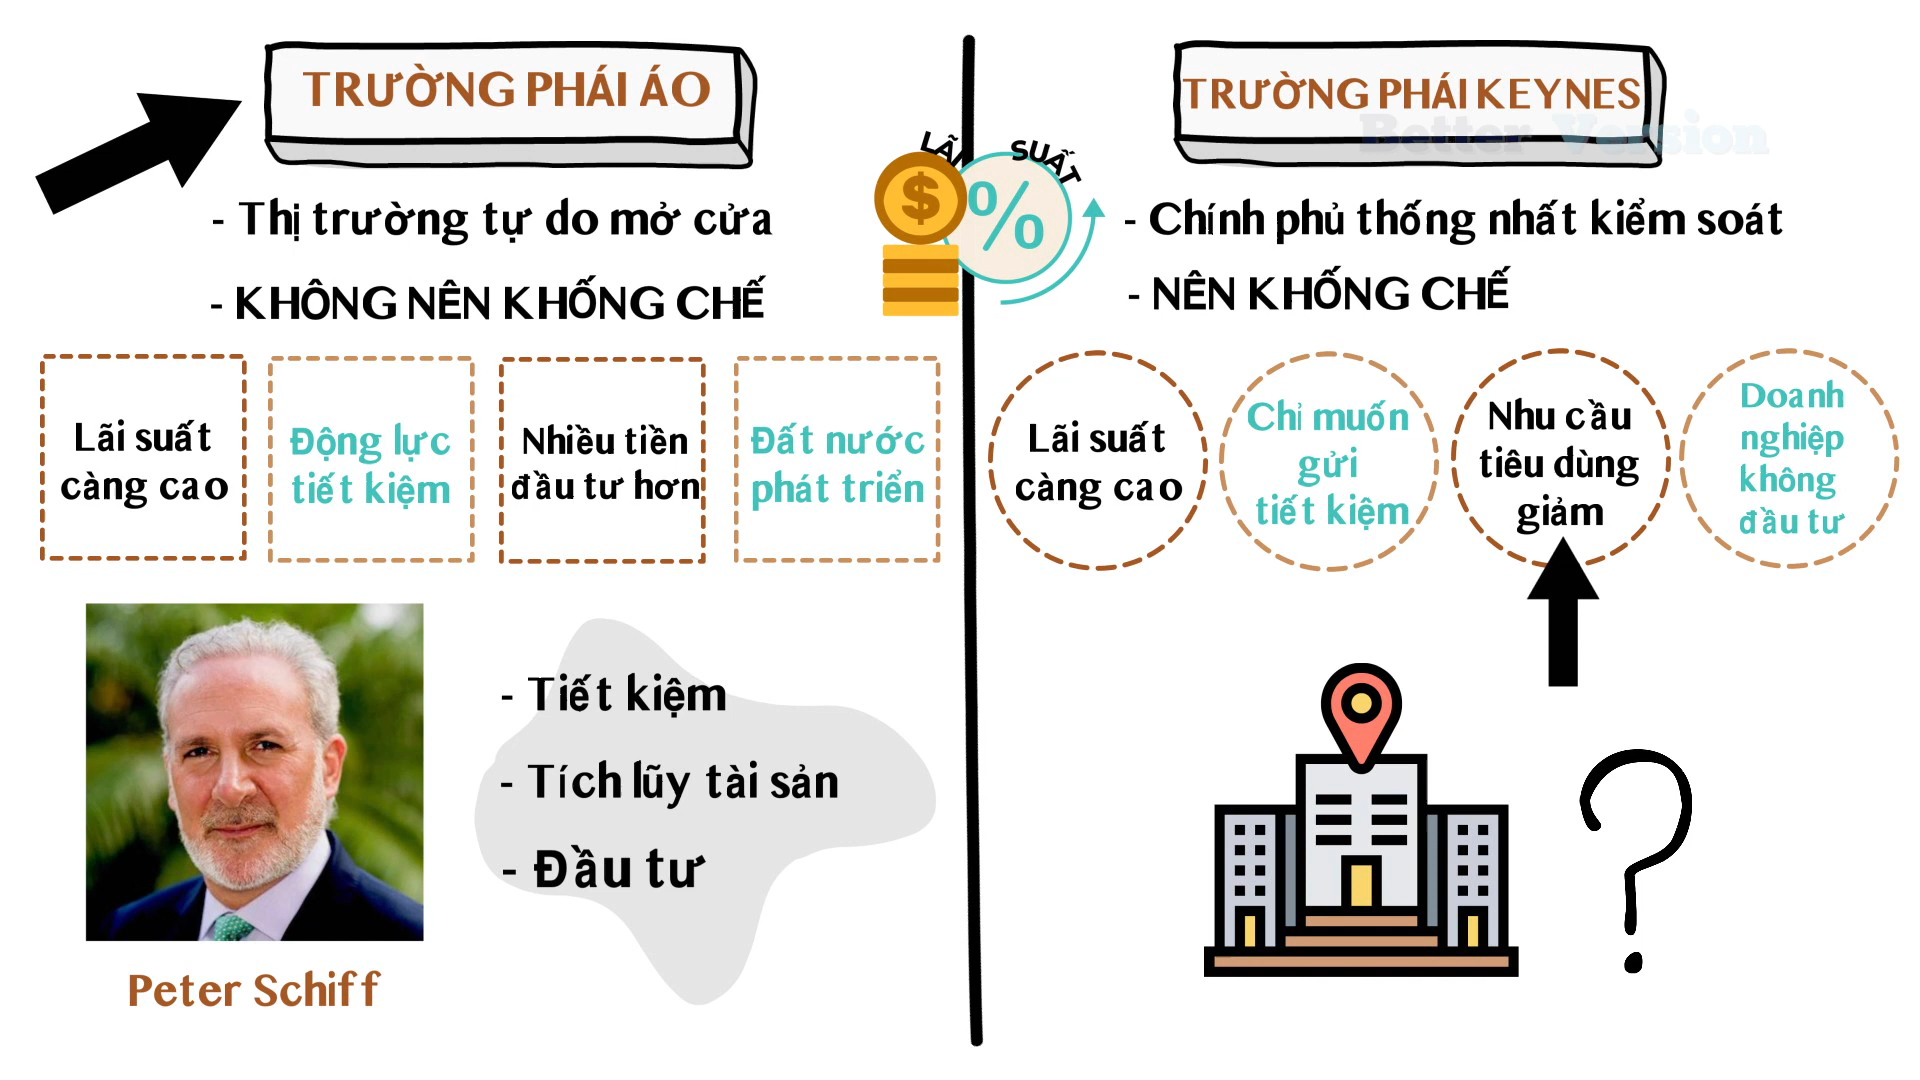 TRƯỜNG PHÁI ÁO
- Thị trường tự do mở cửa
- KHÔNG NÊN KHỐNG CHẾ
Lãi suất
càng cao
Động lực
tiết kiệm
Nhiều tiền
đầu tư hơn
Đất nước
phát triển
Peter Schiff
- Tiết kiệm
- Tích lũy tài sản
- Đầu tư
LÃI SUẤT
$
%
TRƯỜNG PHÁI KEYNES
Better Version
- Chính phủ thống nhất kiểm soát
- NÊN KHỐNG CHẾ
Lãi suất
càng cao
Chỉ muốn
gửi
tiết kiệm
Nhu cầu
tiêu dùng
giảm
Doanh
nghiệp
không
đầu tư
?